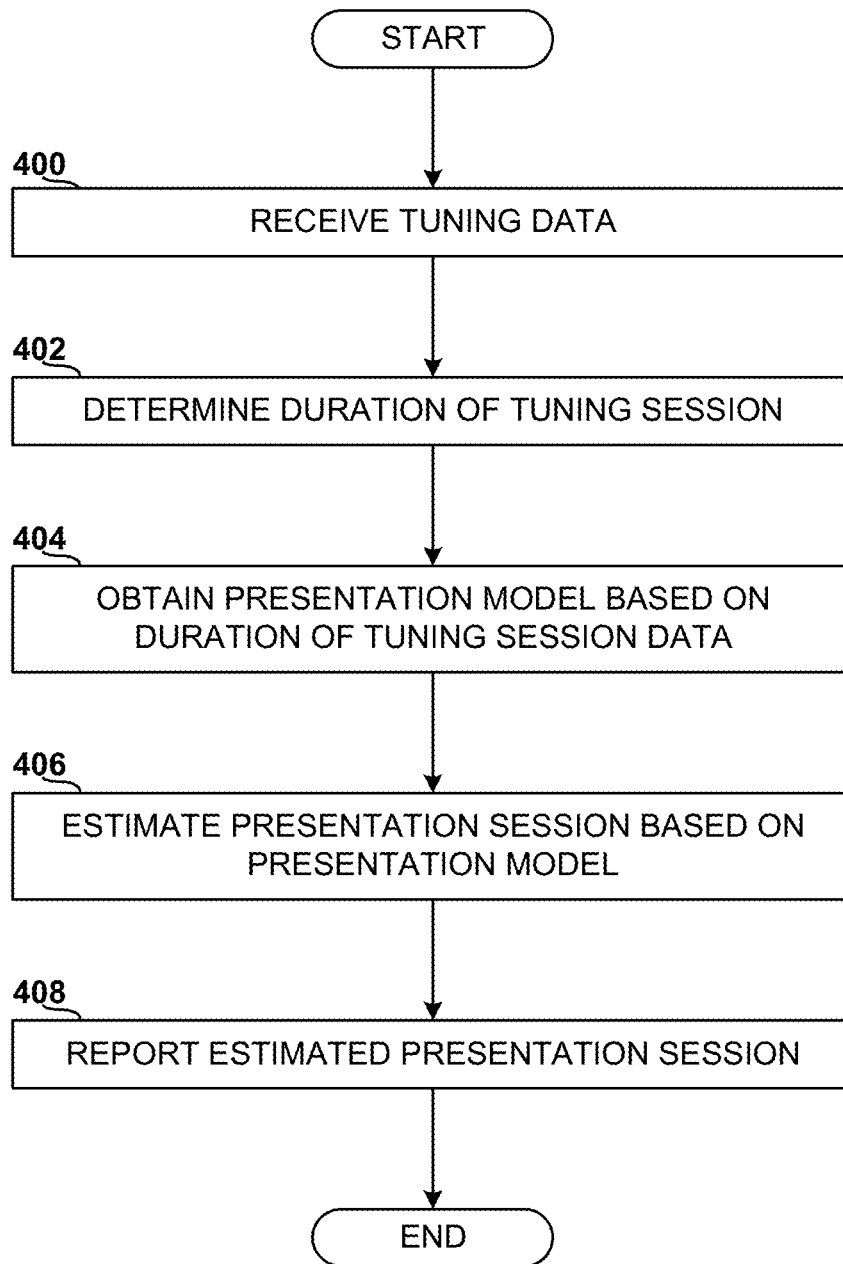 START
400
RECEIVE TUNING DATA
402
DETERMINE DURATION OF TUNING SESSION
404
OBTAIN PRESENTATION MODEL BASED ON
DURATION OF TUNING SESSION DATA
406
ESTIMATE PRESENTATION SESSION BASED ON
PRESENTATION MODEL
408
REPORT ESTIMATED PRESENTATION SESSION
END